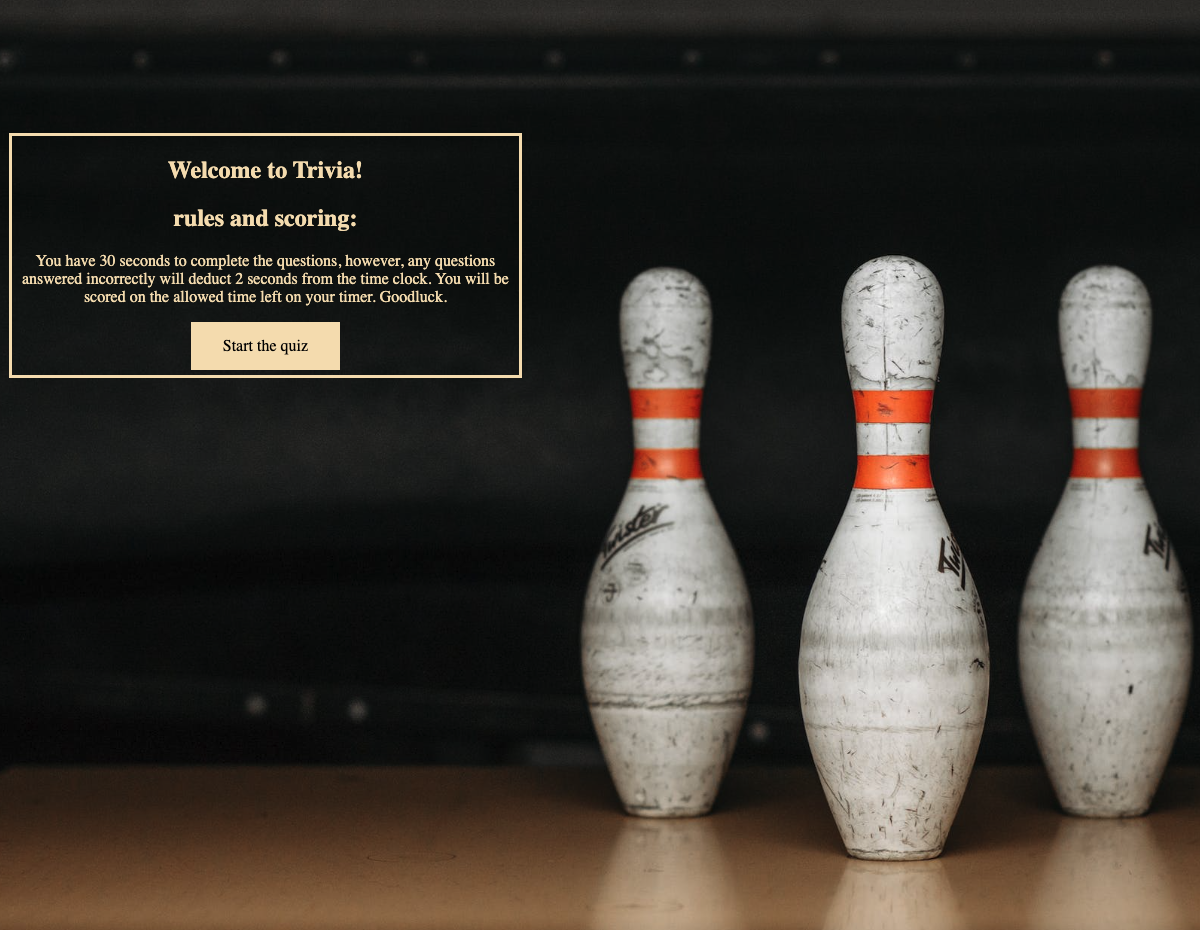 Welcome to Trivia!
rules and scoring:
You have 30 seconds to complete the questions, however, any questions
answered incorrectly will deduct 2 seconds from the time clock. You will be
scored on the allowed time left on your timer. Goodluck.
Start the quiz
Twister